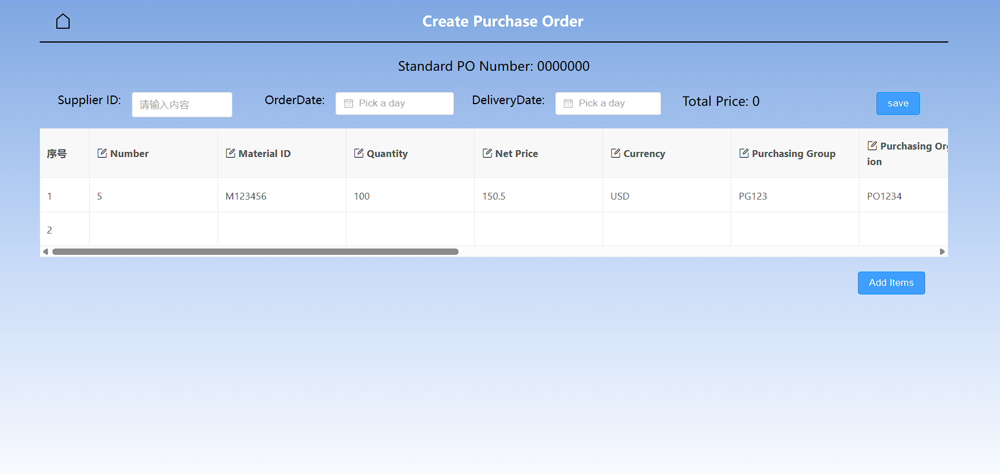 Create Purchase Order
Standard PO Number: 0000000
Supplier ID: 请输入内容 OrderDate: Pick a day DeliveryDate: Pick a day Total Price: 0 save
序号 Number Material ID Quantity Net Price Currency Purchasing Group Purchasing Or
ion
1 5 M123456 100 150.5 USD PG123 PO1234
2
Add Items